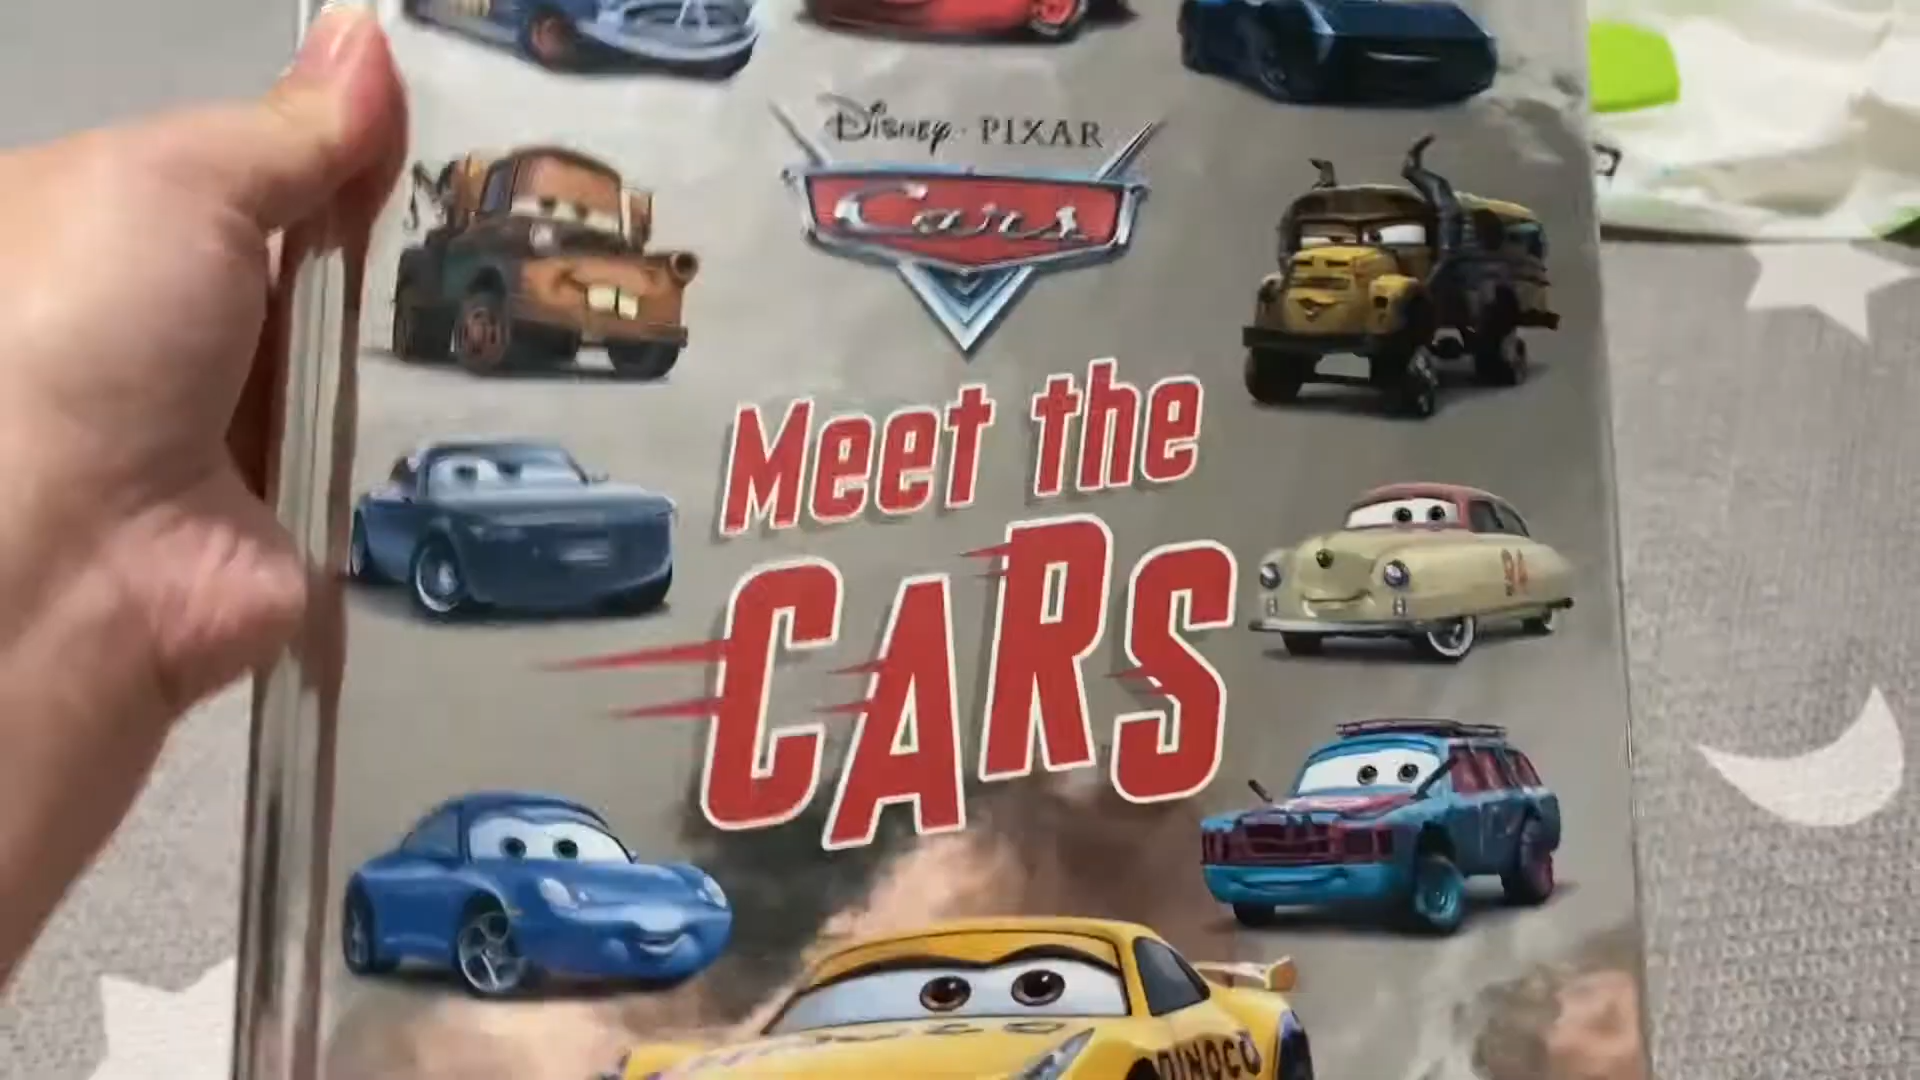 Disney · PIXAR
Cars
Meet the
CARS
94
DINOCO